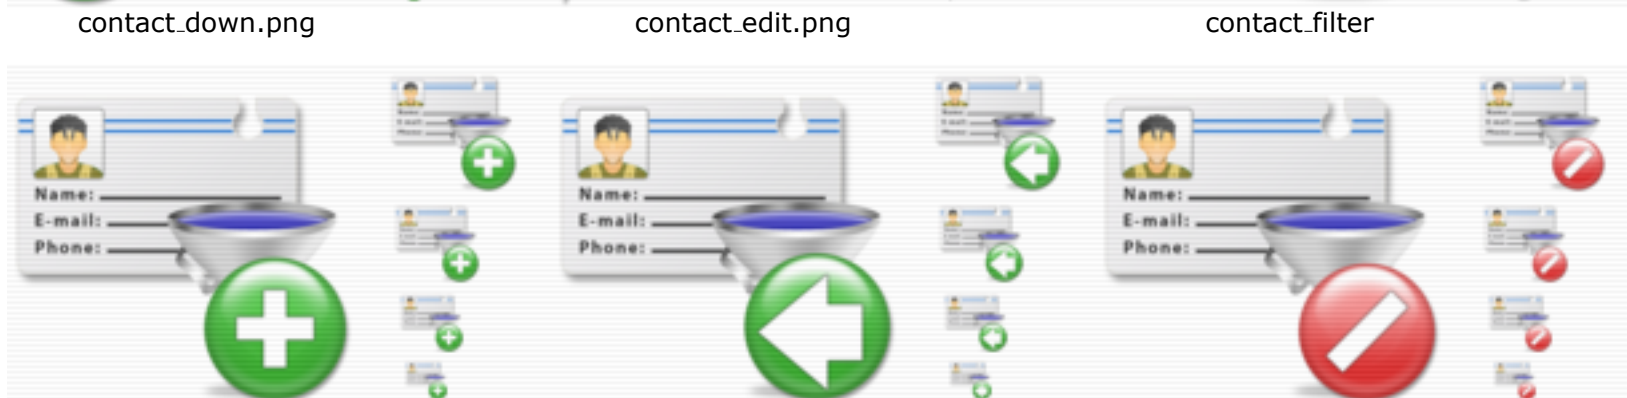 contact_down.png
contact_edit.png
contact_filter
Name:
E-mail:
Phone:
Name:
E-mail:
Phone:
Name:
E-mail:
Phone: